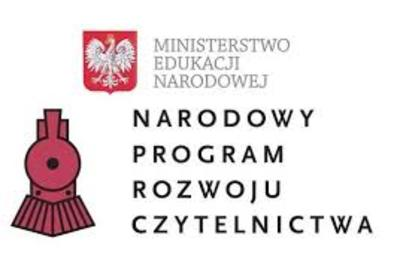 MINISTERSTWO
EDUKACJI
NARODOWEJ
NARODOWY
PROGRAM
ROZWOJU
CZYTELNICTWA